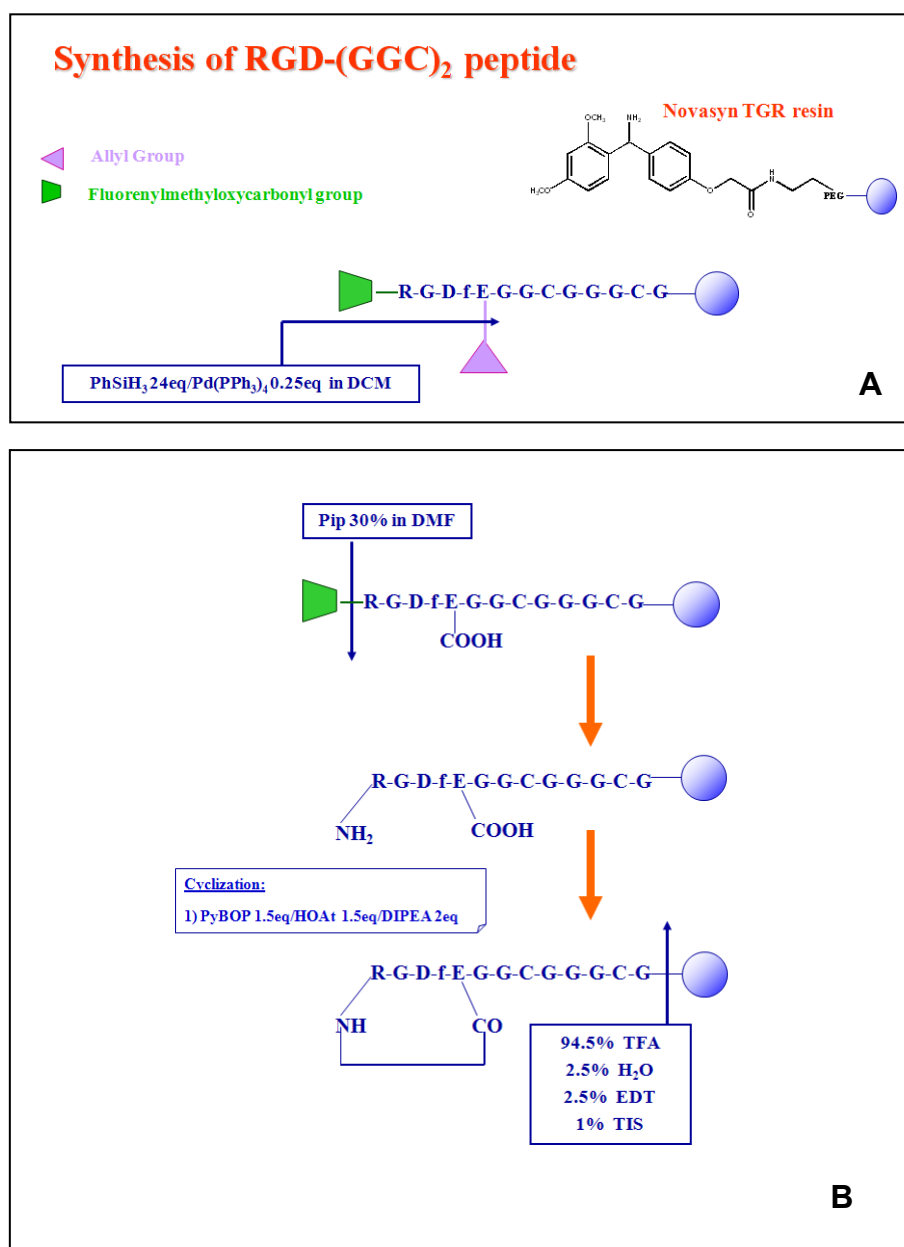 Synthesis of RGD-(GGC)₂ peptide
Novasyn TGR resin
OCH₃
NH₂
OCH₃
O
O
H
N
PEG
Allyl Group
Fluorenylmethyloxycarbonyl group
R-G-D-f-E-G-G-C-G-G-G-C-G
PhSiH₃ 24eq/Pd(PPh₃)₄ 0.25eq in DCM
A
Pip 30% in DMF
R-G-D-f-E-G-G-C-G-G-G-C-G
COOH
R-G-D-f-E-G-G-C-G-G-G-C-G
NH₂
COOH
Cyclization:
1) PyBOP 1.5eq/HOAt 1.5eq/DIPEA 2eq
R-G-D-f-E-G-G-C-G-G-G-C-G
NH
CO
94.5% TFA
2.5% H₂O
2.5% EDT
1% TIS
B